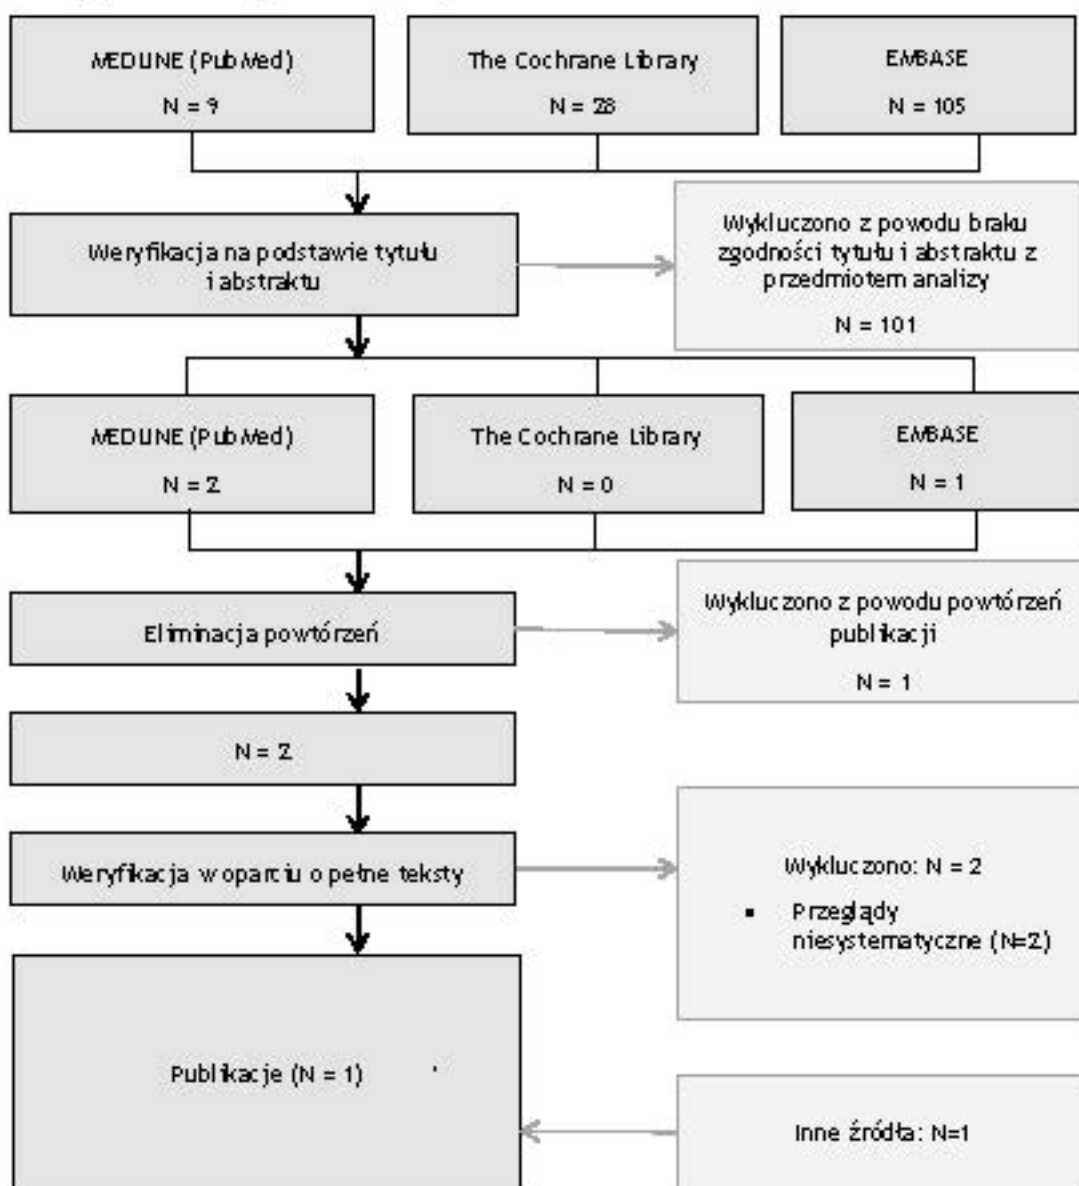 MEDLINE (PubMed)
N = 9
The Cochrane Library
N = 28
EMBASE
N = 105
Weryfikacja na podstawie tytułu
i abstraktu
Wykluczono z powodu braku
zgodności tytułu i abstraktu z
przedmiotem analizy
N = 101
MEDLINE (PubMed)
N = 2
The Cochrane Library
N = 0
EMBASE
N = 1
Eliminacja powtórzeń
Wykluczono z powodu powtórzeń
publikacji
N = 1
N = 2
Weryfikacja w oparciu o pełne teksty
Wykluczono: N = 2
▪ Przeglądy
niesystematyczne (N=2)
Publikacje (N = 1)
Inne źródła: N=1